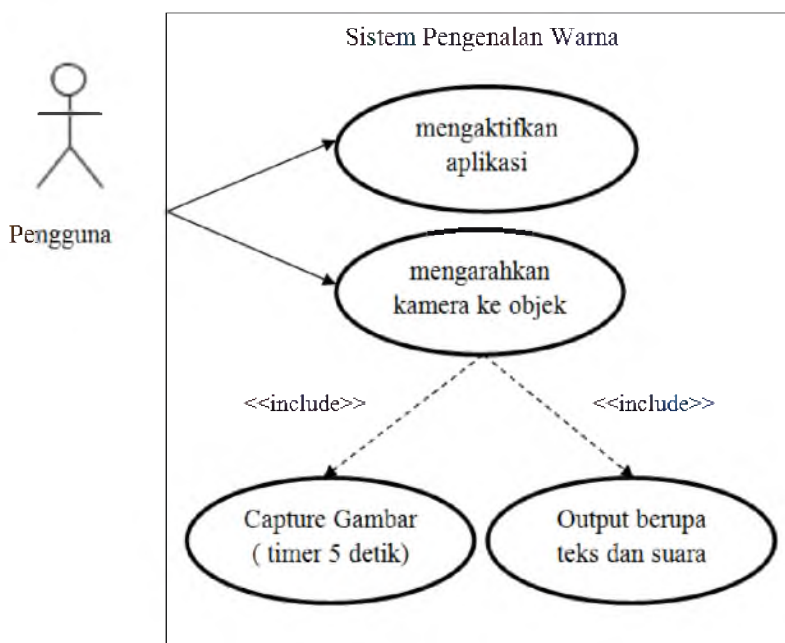 Sistem Pengenalan Warna
mengaktifkan
aplikasi
Pengguna
mengarahkan
kamera ke objek
<<include>>
<<include>>
Capture Gambar
( timer 5 detik)
Output berupa
teks dan suara